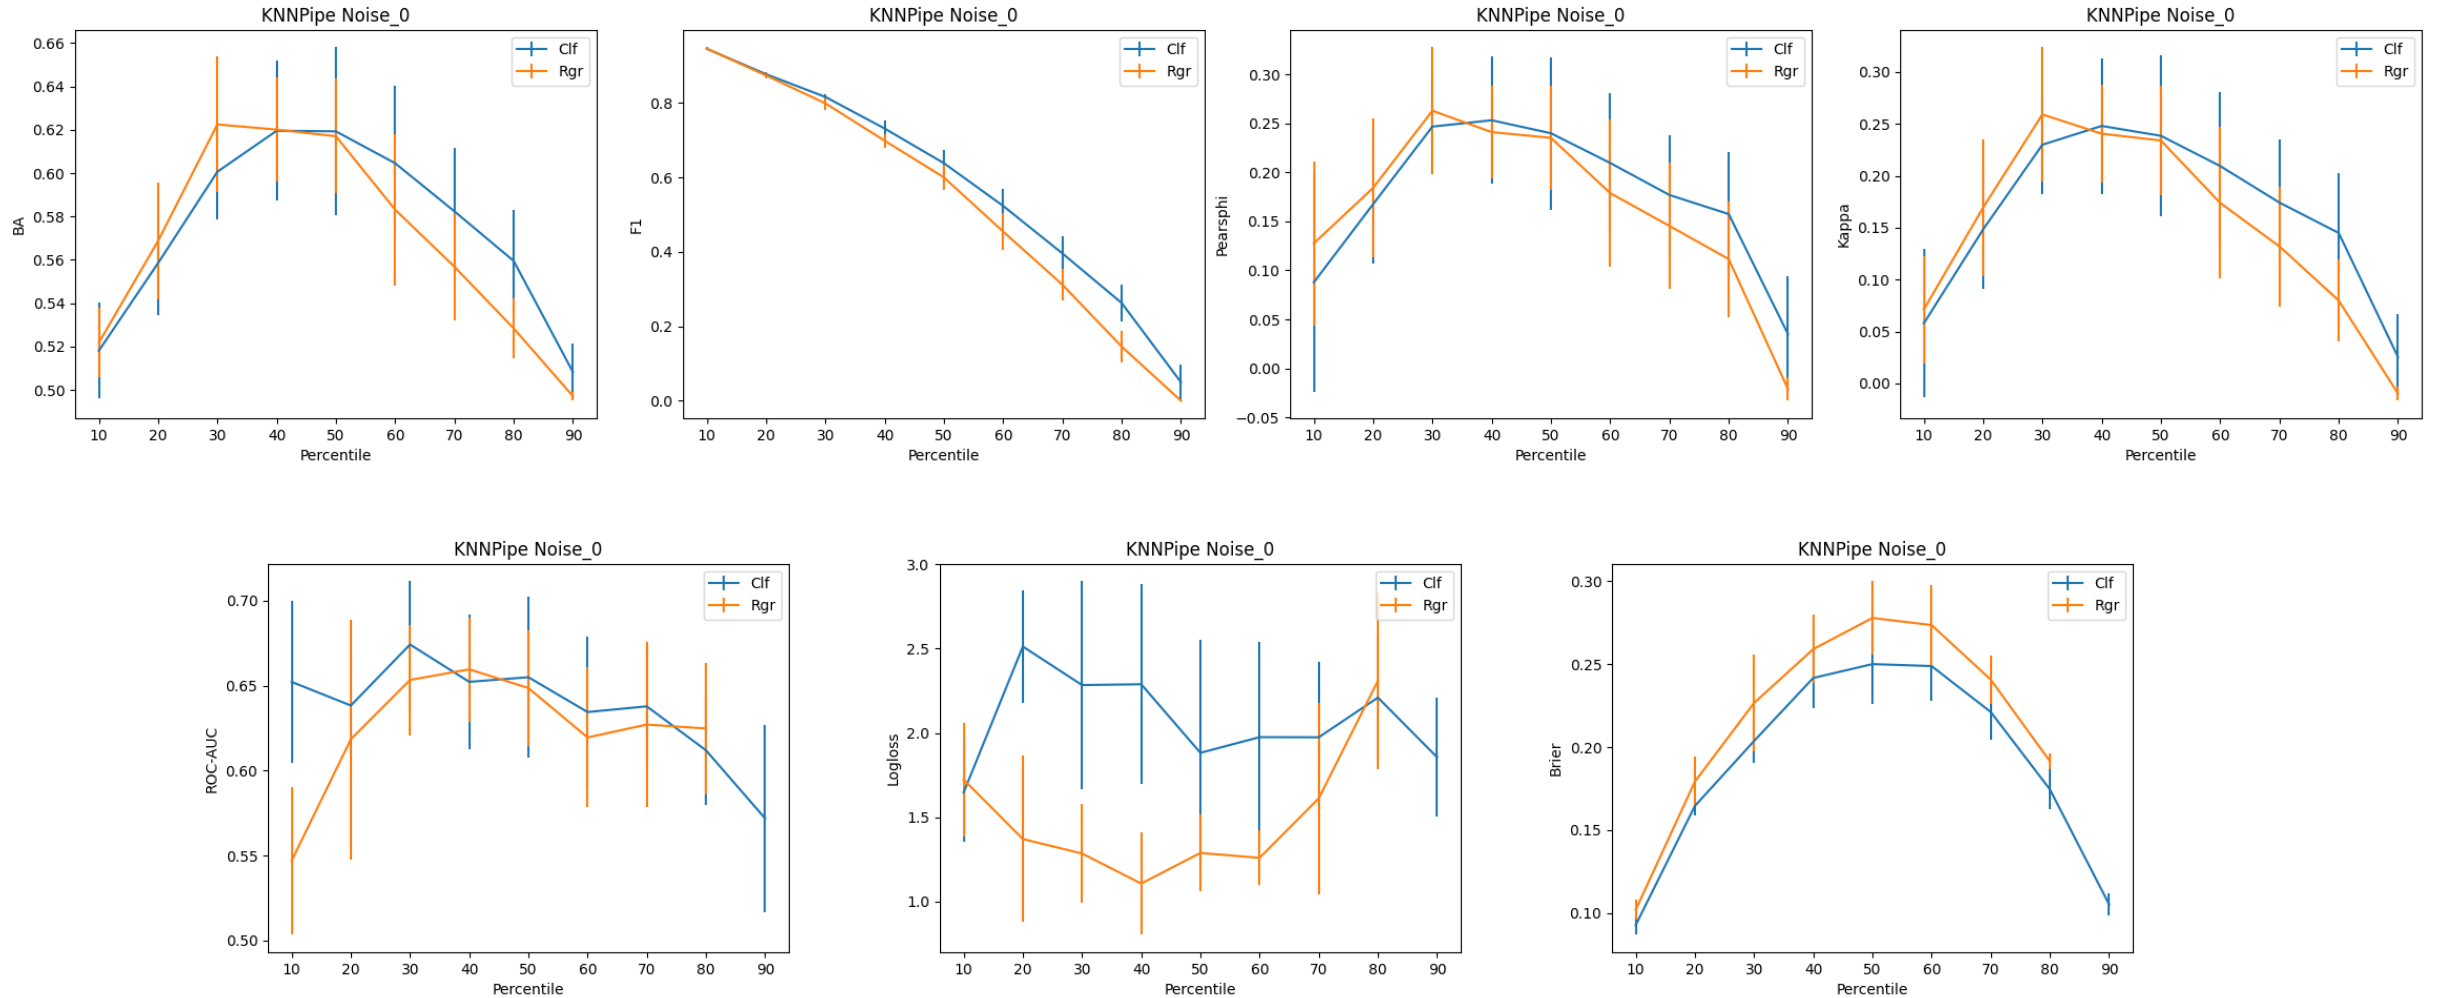 KNNPipe Noise_0
BA
0.66
0.64
0.62
0.60
0.58
0.56
0.54
0.52
0.50
Clf
Rgr
10 20 30 40 50 60 70 80 90
Percentile
KNNPipe Noise_0
F1
0.8
0.6
0.4
0.2
0.0
Clf
Rgr
10 20 30 40 50 60 70 80 90
Percentile
KNNPipe Noise_0
Pearsphi
0.30
0.25
0.20
0.15
0.10
0.05
0.00
−0.05
Clf
Rgr
10 20 30 40 50 60 70 80 90
Percentile
KNNPipe Noise_0
Kappa
0.30
0.25
0.20
0.15
0.10
0.05
0.00
Clf
Rgr
10 20 30 40 50 60 70 80 90
Percentile
KNNPipe Noise_0
ROC-AUC
0.70
0.65
0.60
0.55
0.50
Clf
Rgr
10 20 30 40 50 60 70 80 90
Percentile
KNNPipe Noise_0
Logloss
3.0
2.5
2.0
1.5
1.0
Clf
Rgr
10 20 30 40 50 60 70 80 90
Percentile
KNNPipe Noise_0
Brier
0.30
0.25
0.20
0.15
0.10
Clf
Rgr
10 20 30 40 50 60 70 80 90
Percentile